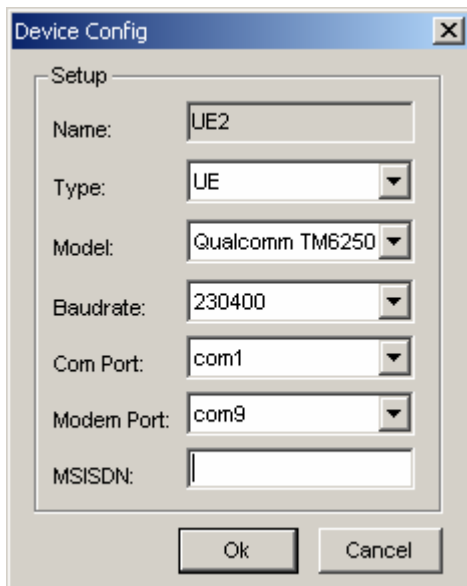 Device Config
Setup
Name: UE2
Type: UE
Model: Qualcomm TM6250
Baudrate: 230400
Com Port: com1
Modem Port: com9
MSISDN:
Ok Cancel